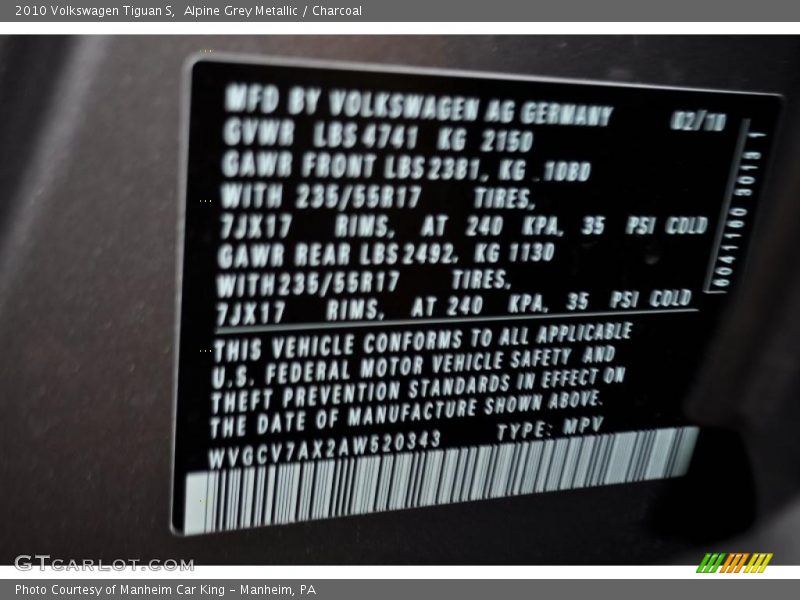 2010 Volkswagen Tiguan S,  Alpine Grey Metallic / Charcoal
MFD BY VOLKSWAGEN AG GERMANY 02/10
GVWR LBS 4741 KG 2150
GAWR FRONT LBS 2381, KG 1080
WITH 235/55R17 TIRES,
7JX17 RIMS, AT 240 KPA, 35 PSI COLD
GAWR REAR LBS 2492, KG 1130
WITH 235/55R17 TIRES,
7JX17 RIMS, AT 240 KPA, 35 PSI COLD
THIS VEHICLE CONFORMS TO ALL APPLICABLE
U.S. FEDERAL MOTOR VEHICLE SAFETY AND
THEFT PREVENTION STANDARDS IN EFFECT ON
THE DATE OF MANUFACTURE SHOWN ABOVE.
WVGCV7AX2AW520343 TYPE: MPV
GTCARLOT.COM
Photo Courtesy of Manheim Car King - Manheim, PA